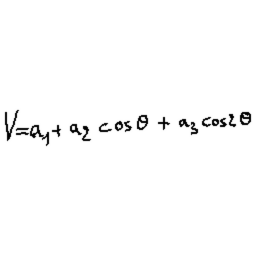 V=a₁+ a₂ cosθ + a₃ cos2θ